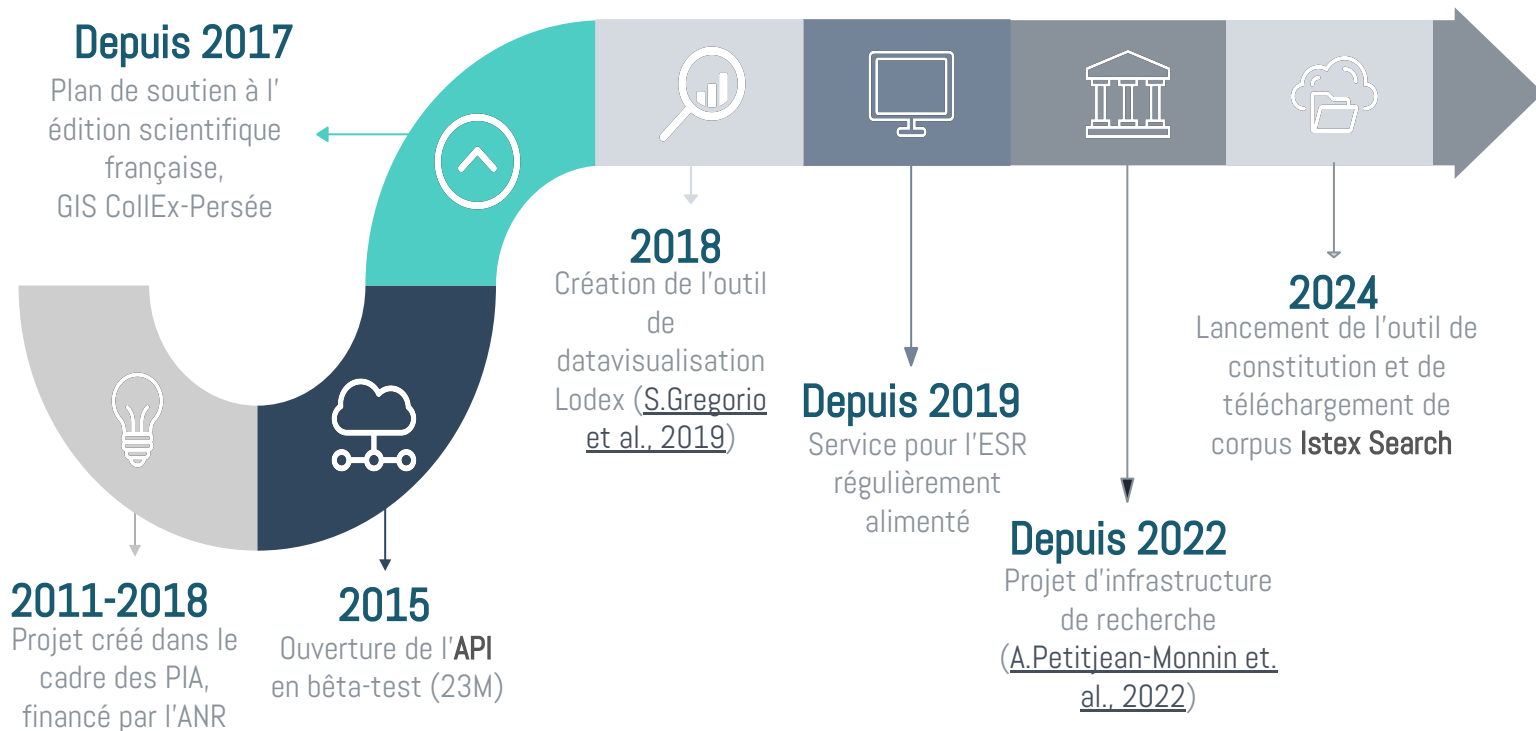 Depuis 2017
Plan de soutien à l'
édition scientifique
française,
GIS CollEx-Persée
2011-2018
Projet créé dans le
cadre des PIA,
financé par l'ANR
2015
Ouverture de l'API
en bêta-test (23M)
2018
Création de l'outil
de
datavisualisation
Lodex (S.Gregorio
et al., 2019)
Depuis 2019
Service pour l'ESR
régulièrement
alimenté
Depuis 2022
Projet d'infrastructure
de recherche
(A.Petitjean-Monnin et.
al., 2022)
2024
Lancement de l'outil de
constitution et de
téléchargement de
corpus Istex Search